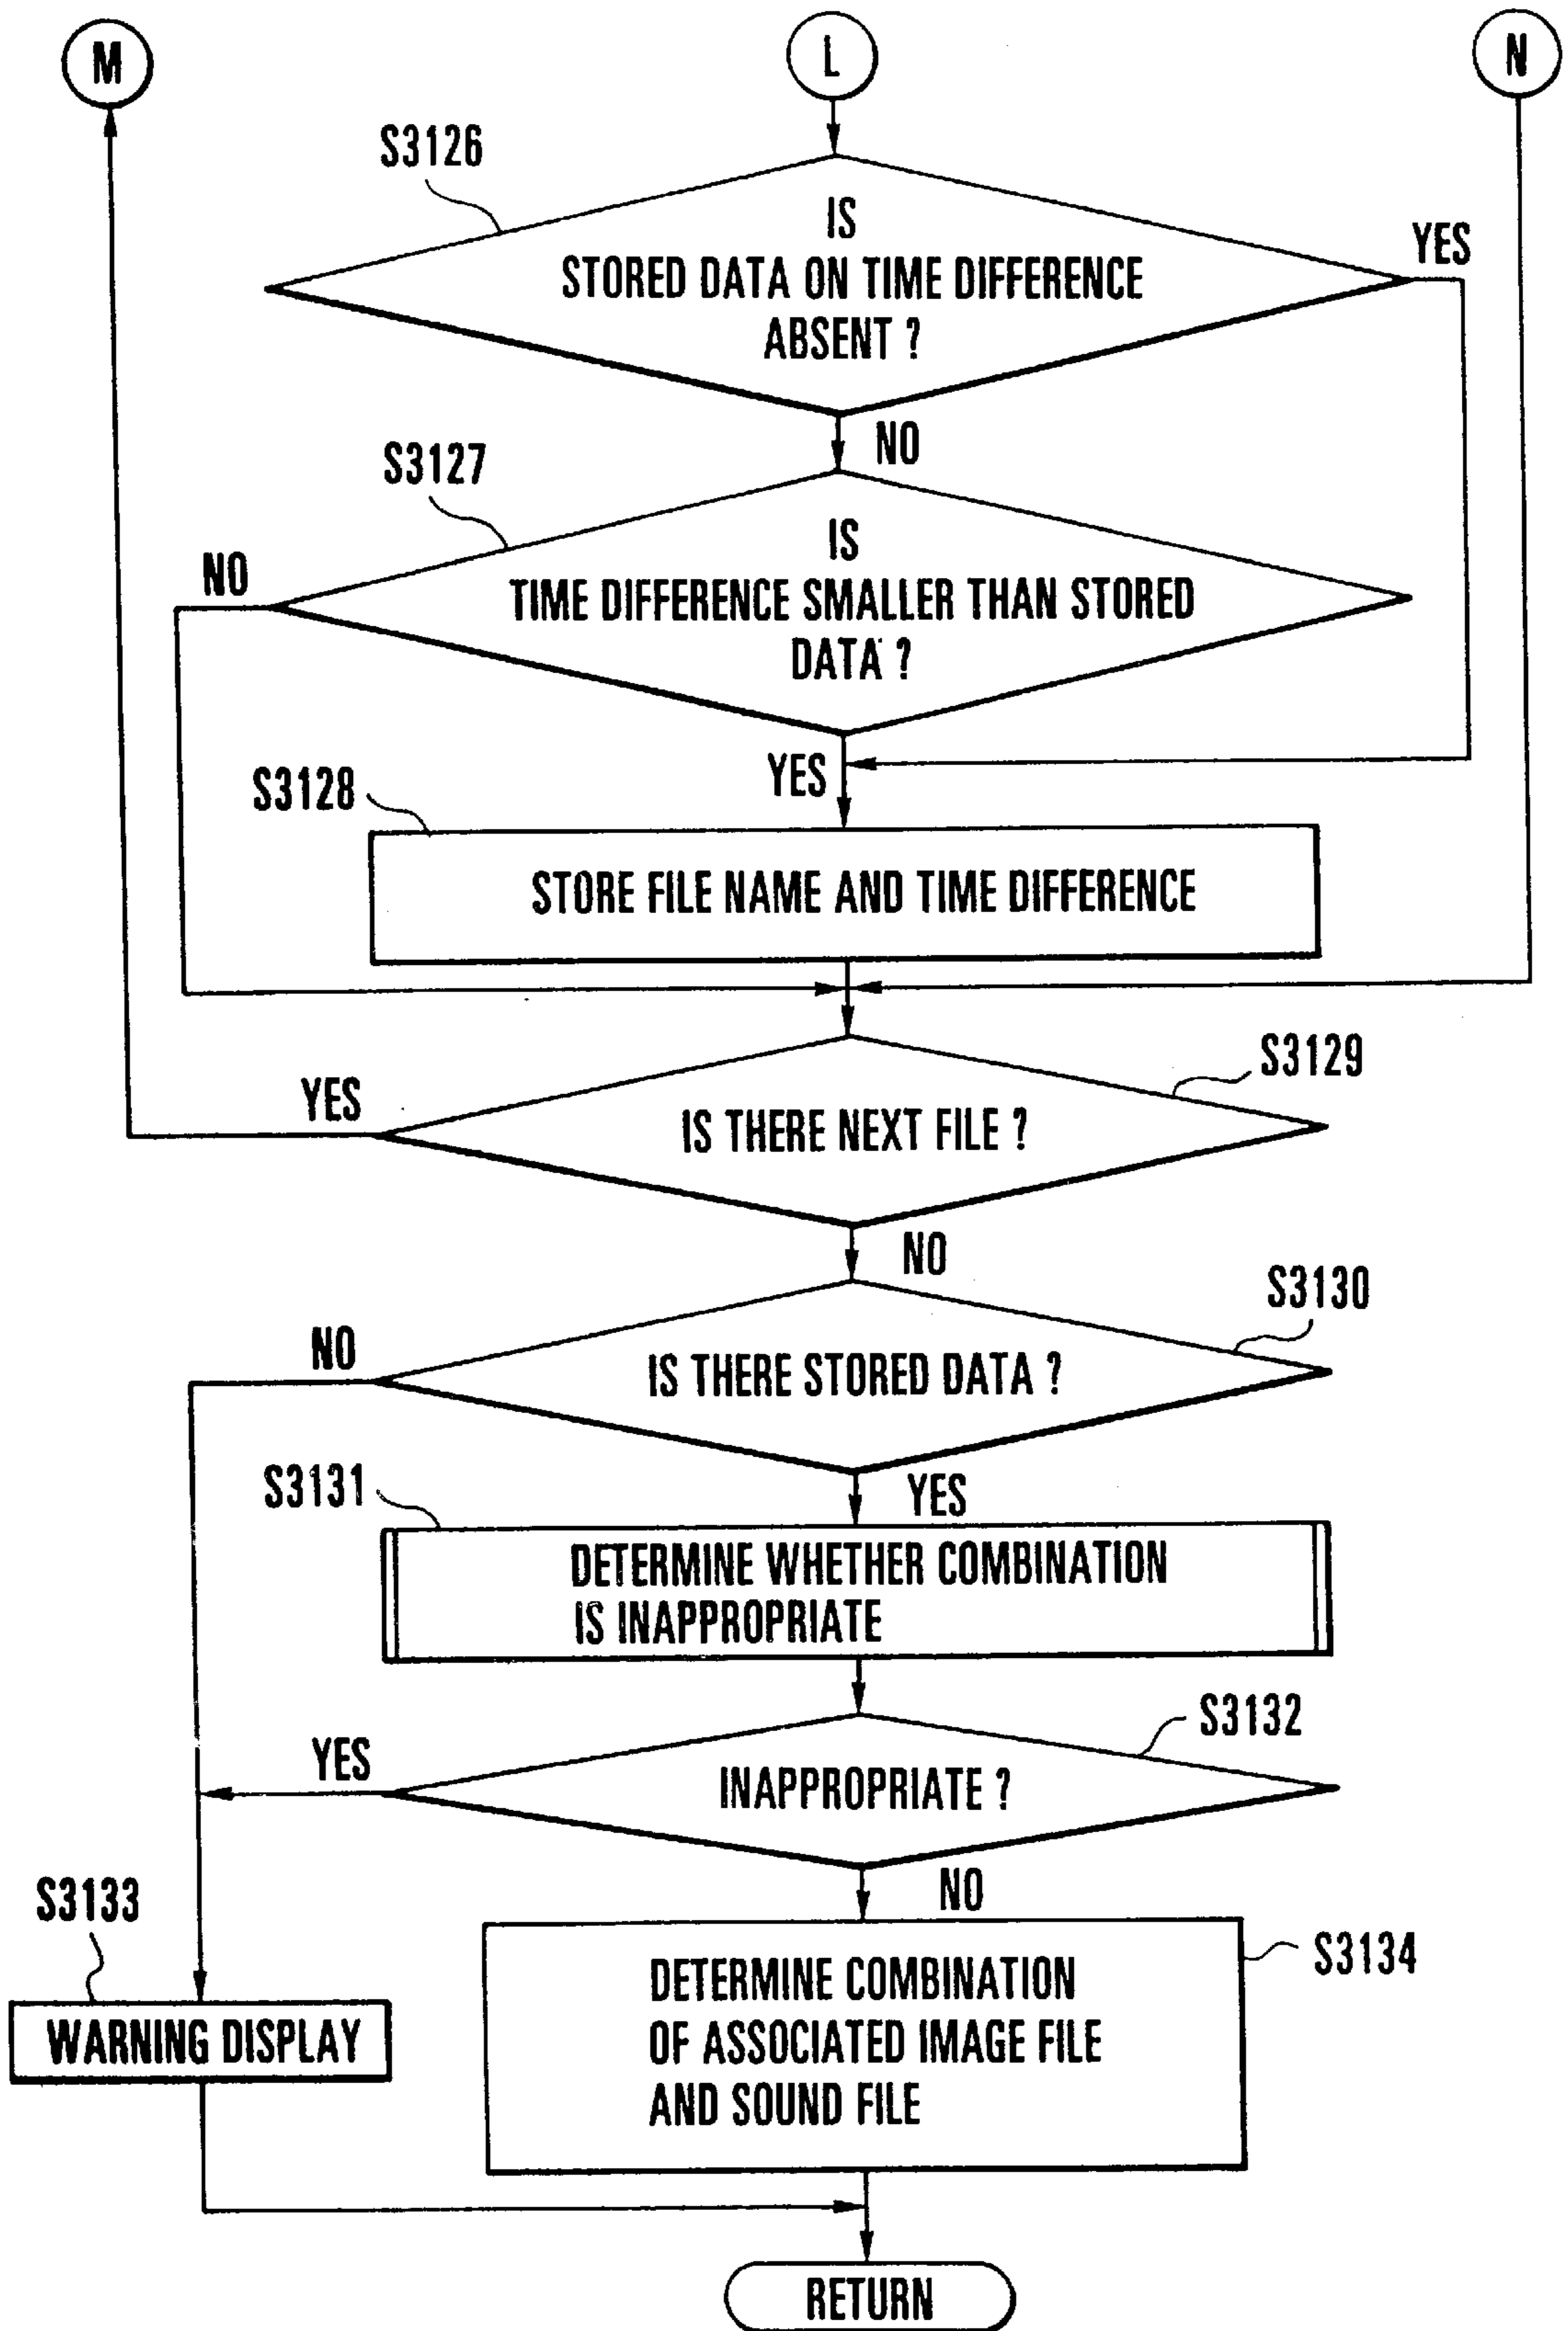 M
L
N
S3126
IS
STORED DATA ON TIME DIFFERENCE
ABSENT ?
YES
NO
S3127
IS
TIME DIFFERENCE SMALLER THAN STORED
DATA ?
NO
YES
S3128
STORE FILE NAME AND TIME DIFFERENCE
S3129
YES
IS THERE NEXT FILE ?
NO
S3130
NO
IS THERE STORED DATA ?
YES
S3131
DETERMINE WHETHER COMBINATION
IS INAPPROPRIATE
S3132
YES
INAPPROPRIATE ?
NO
S3133
WARNING DISPLAY
S3134
DETERMINE COMBINATION
OF ASSOCIATED IMAGE FILE
AND SOUND FILE
RETURN